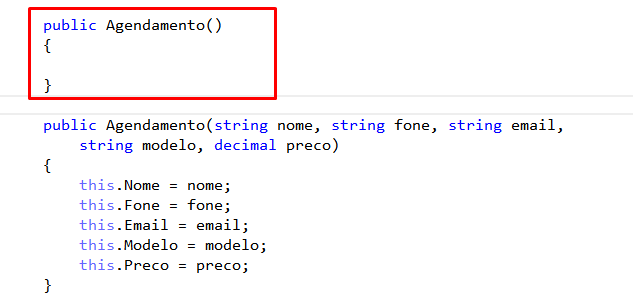 public Agendamento()
{
}
public Agendamento(string nome, string fone, string email,
string modelo, decimal preco)
{
this.Nome = nome;
this.Fone = fone;
this.Email = email;
this.Modelo = modelo;
this.Preco = preco;
}